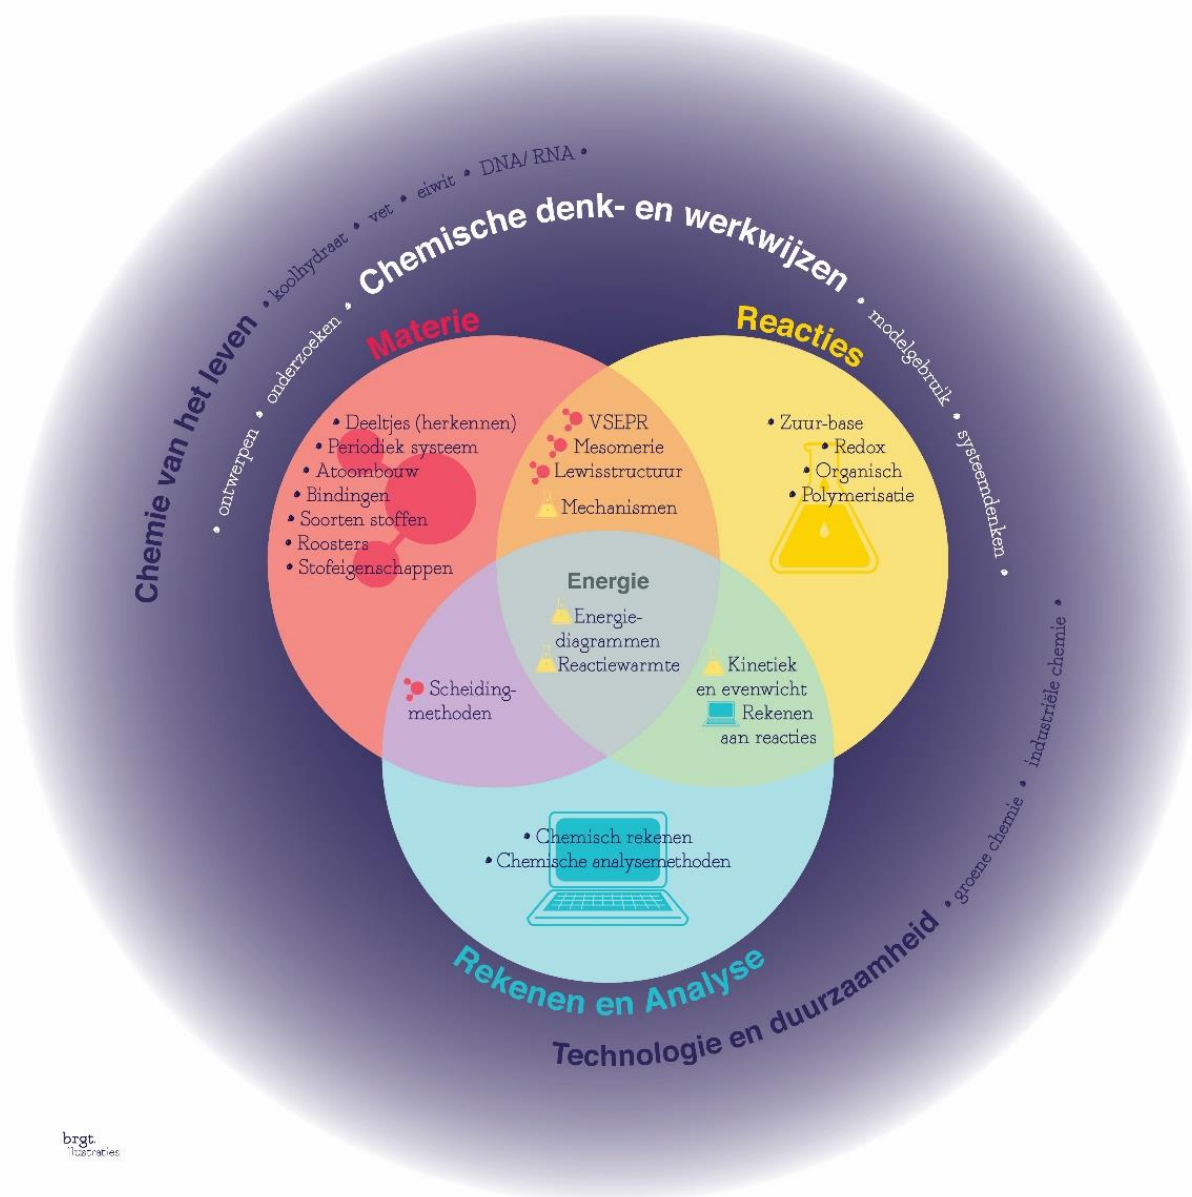 Chemie van het leven • koolhydraat • vet • eiwit • DNA/RNA •
• ontwerpen • onderzoeken • Chemische denk- en werkwijzen • modelgebruik • systeemdenken •
Materie
• Deeltjes (herkennen)
• Periodiek systeem
• Atoombouw
• Bindingen
• Soorten stoffen
• Roosters
• Stofeigenschappen
VSEPR
Mesomerie
Lewisstructuur
Mechanismen
Reacties
• Zuur-base
• Redox
• Organisch
• Polymerisatie
Energie
Energie-
diagrammen
Reactiewarmte
Scheiding-
methoden
Kinetiek
en evenwicht
Rekenen
aan reacties
• Chemisch rekenen
• Chemische analysemethoden
Rekenen en Analyse
Technologie en duurzaamheid • groene chemie • industriële chemie •
brgt.
illustraties